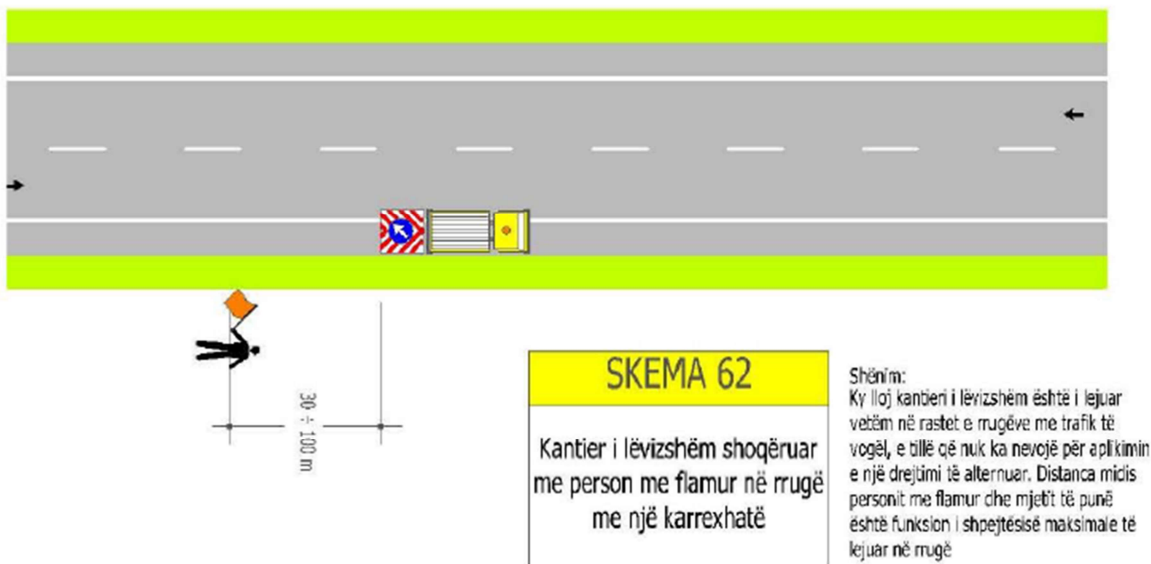 30 ÷ 100 m
SKEMA 62
Kantier i lëvizshëm shoqëruar
me person me flamur në rrugë
me një karrexhatë
Shënim:
Ky lloj kantieri i lëvizshëm është i lejuar
vetëm në rastet e rrugëve me trafik të
vogël, e tillë që nuk ka nevojë për aplikimin
e një drejtimi të alternuar. Distanca midis
personit me flamur dhe mjetit të punë
është funksion i shpejtësisë maksimale të
lejuar në rrugë